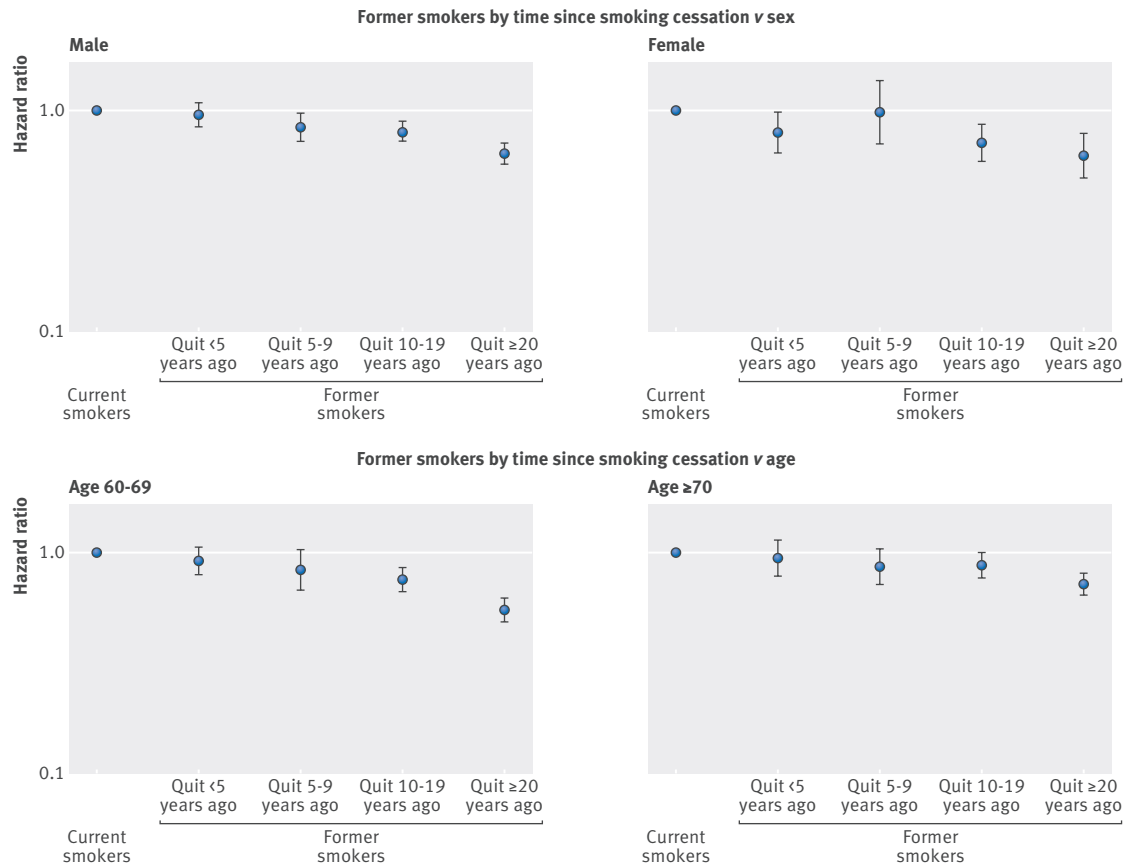 Former smokers by time since smoking cessation v sex
Male
Female
Hazard ratio
1.0
0.1
Quit <5
years ago
Quit 5-9
years ago
Quit 10-19
years ago
Quit ≥20
years ago
Current
smokers
Former
smokers
Quit <5
years ago
Quit 5-9
years ago
Quit 10-19
years ago
Quit ≥20
years ago
Current
smokers
Former
smokers
Former smokers by time since smoking cessation v age
Age 60-69
Age ≥70
Hazard ratio
1.0
0.1
Quit <5
years ago
Quit 5-9
years ago
Quit 10-19
years ago
Quit ≥20
years ago
Current
smokers
Former
smokers
Quit <5
years ago
Quit 5-9
years ago
Quit 10-19
years ago
Quit ≥20
years ago
Current
smokers
Former
smokers